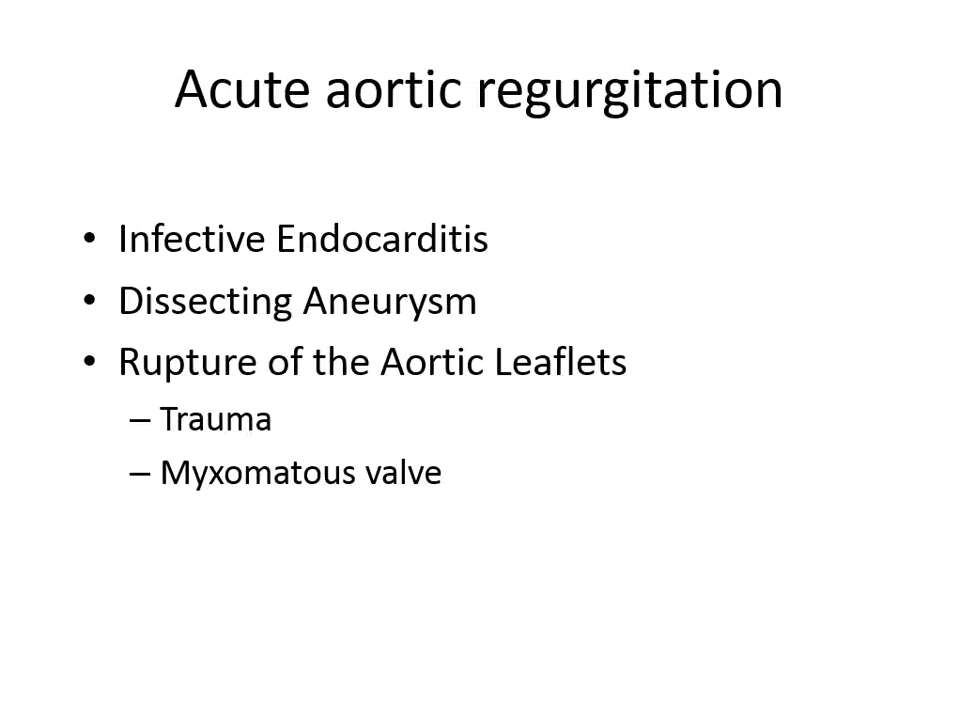 Acute aortic regurgitation
• Infective Endocarditis
• Dissecting Aneurysm
• Rupture of the Aortic Leaflets
– Trauma
– Myxomatous valve